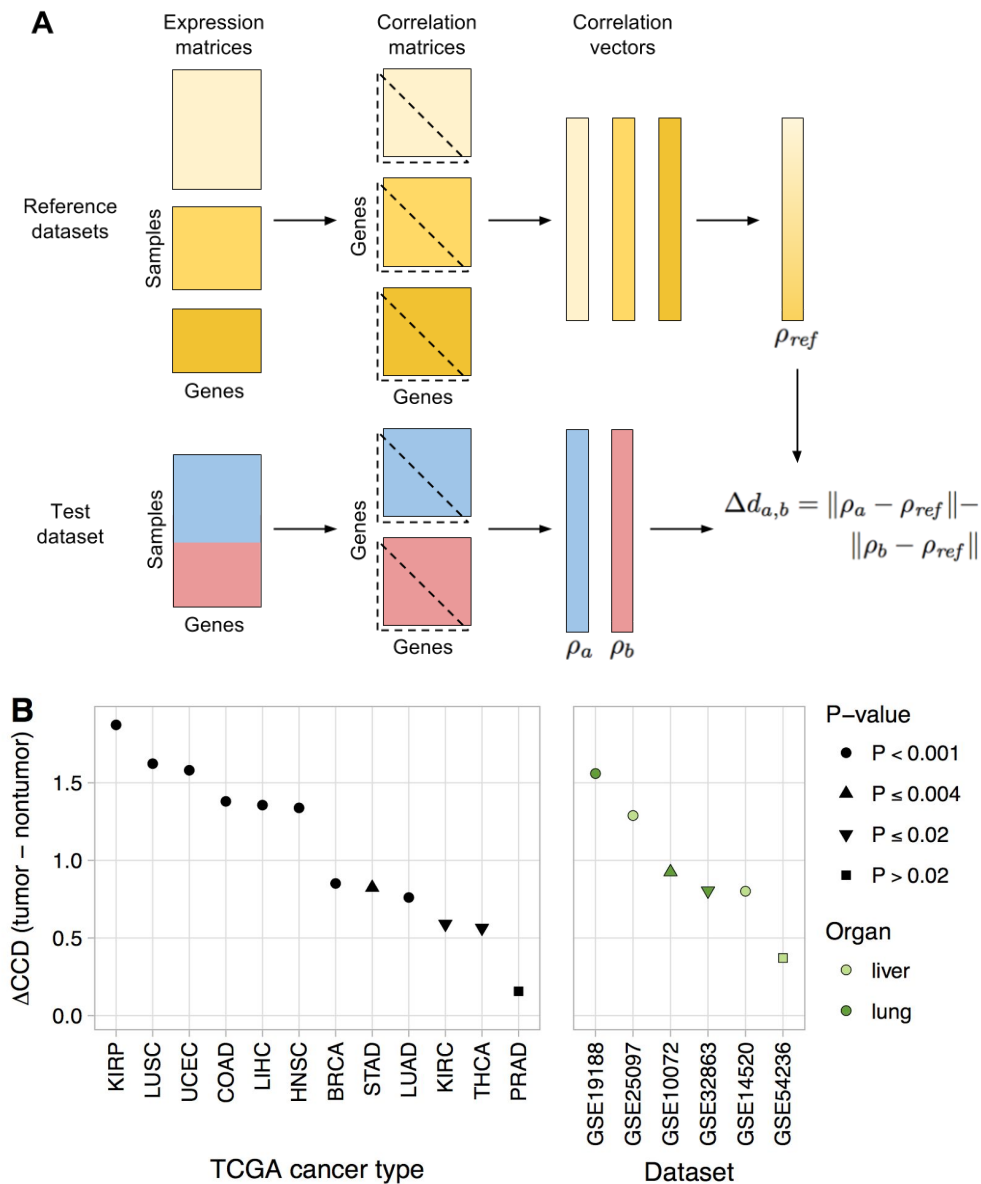 A
Expression
matrices
Correlation
matrices
Correlation
vectors
Reference
datasets
Samples
Genes
Genes
Genes
ρref
Test
dataset
Samples
Genes
Genes
Genes
ρa
ρb
Δda,b = ‖ρa − ρref‖−
‖ρb − ρref‖
B
ΔCCD (tumor − nontumor)
1.5
1.0
0.5
0.0
KIRP
LUSC
UCEC
COAD
LIHC
HNSC
BRCA
STAD
LUAD
KIRC
THCA
PRAD
TCGA cancer type
GSE19188
GSE25097
GSE10072
GSE32863
GSE14520
GSE54236
Dataset
P−value
P < 0.001
P ≤ 0.004
P ≤ 0.02
P > 0.02
Organ
liver
lung